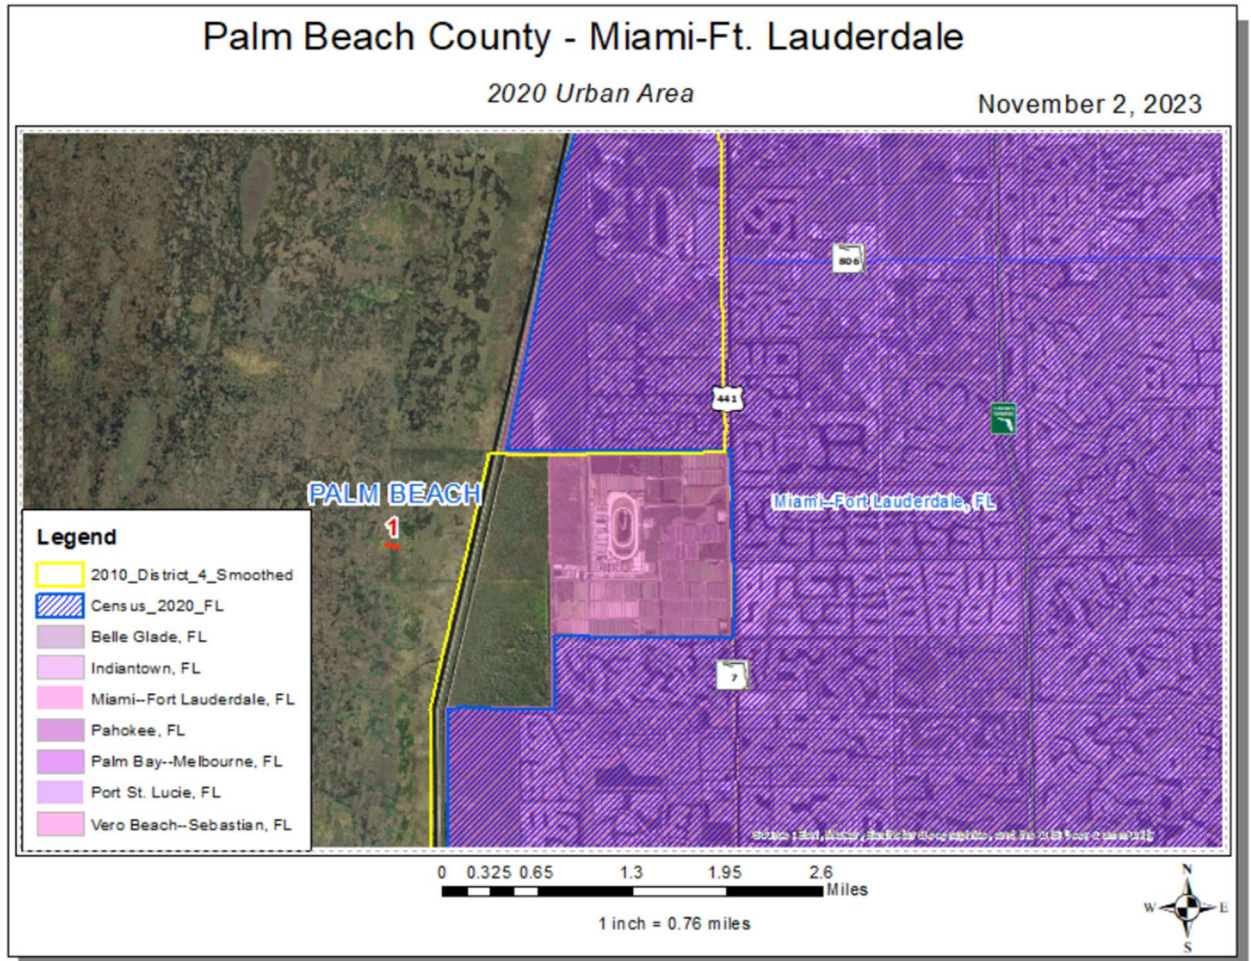 Palm Beach County - Miami-Ft. Lauderdale
2020 Urban Area
November 2, 2023
806
441
PALM BEACH
1
Miami--Fort Lauderdale, FL
7
Legend
2010_District_4_Smoothed
Census_2020_FL
Belle Glade, FL
Indiantown, FL
Miami--Fort Lauderdale, FL
Pahokee, FL
Palm Bay--Melbourne, FL
Port St. Lucie, FL
Vero Beach--Sebastian, FL
0 0.325 0.65 1.3 1.95 2.6
Miles
1 inch = 0.76 miles
N
W E
S